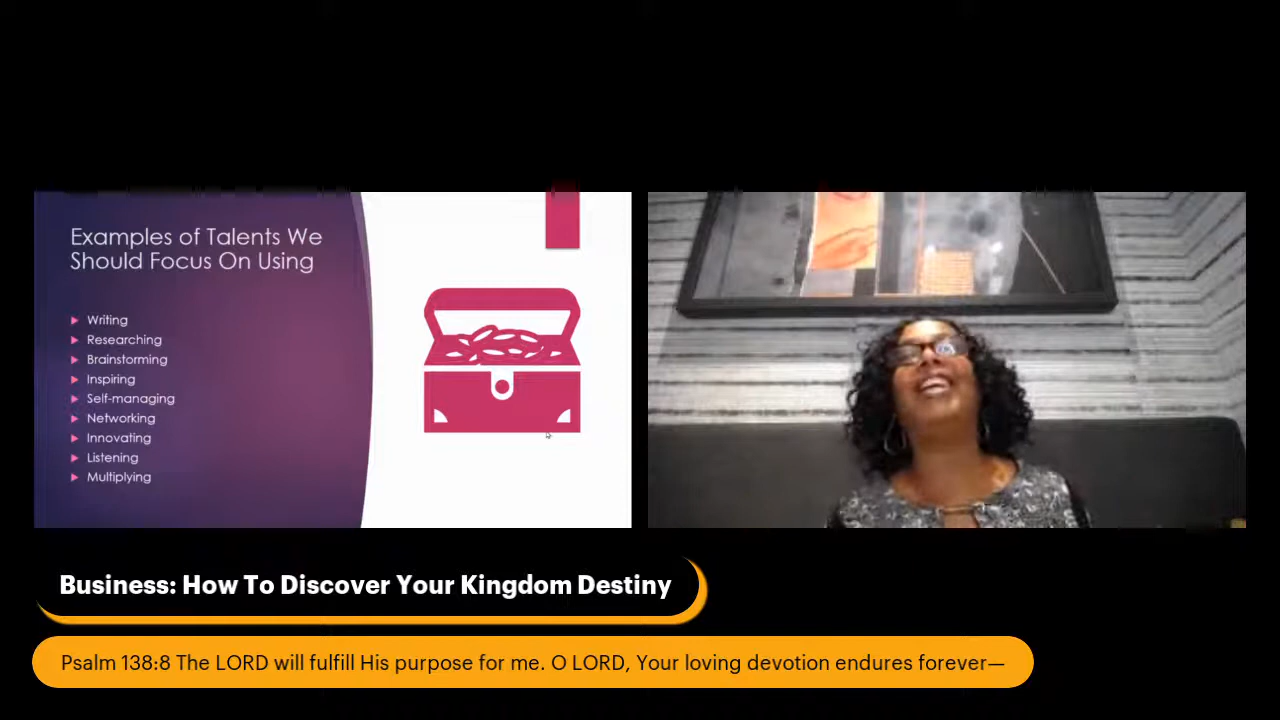 Examples of Talents We
Should Focus On Using
Writing
Researching
Brainstorming
Inspiring
Self-managing
Networking
Innovating
Listening
Multiplying
Business: How To Discover Your Kingdom Destiny
Psalm 138:8 The LORD will fulfill His purpose for me. O LORD, Your loving devotion endures forever—